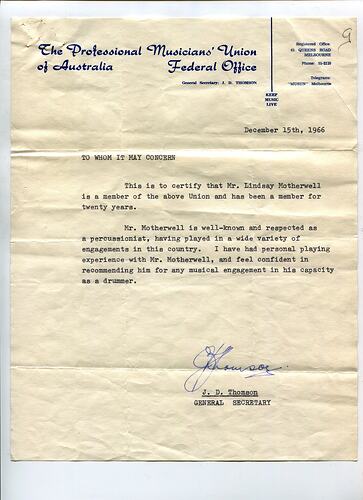 The Professional Musicians' Union
of Australia Federal Office
General Secretary: J. D. THOMSON
KEEP
MUSIC
LIVE
Registered Office
QUEENS ROAD
MELBOURNE
Phone:
Telegrams:
Melbourne
9
December 15th, 1966
TO WHOM IT MAY CONCERN
This is to certify that Mr. Lindsay Motherwell
is a member of the above Union and has been a member for
twenty years.
Mr. Motherwell is well-known and respected as
a percussionist, having played in a wide variety of
engagements in this country. I have had personal playing
experience with Mr. Motherwell, and feel confident in
recommending him for any musical engagement in his capacity
as a drummer.
JDThomson.
J. D. Thomson
GENERAL SECRETARY